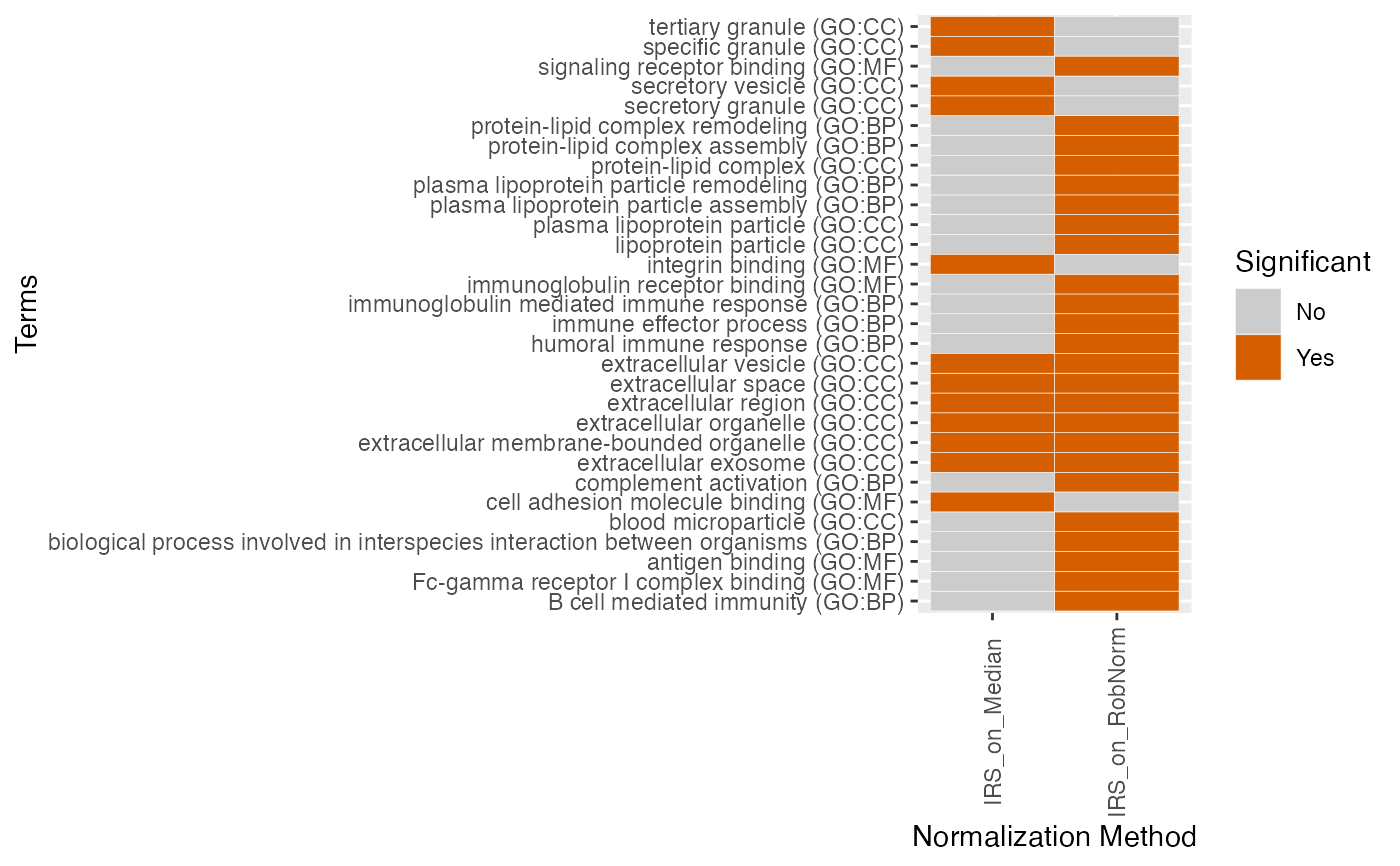 tertiary granule (GO:CC)
specific granule (GO:CC)
signaling receptor binding (GO:MF)
secretory vesicle (GO:CC)
secretory granule (GO:CC)
protein-lipid complex remodeling (GO:BP)
protein-lipid complex assembly (GO:BP)
protein-lipid complex (GO:CC)
plasma lipoprotein particle remodeling (GO:BP)
plasma lipoprotein particle assembly (GO:BP)
plasma lipoprotein particle (GO:CC)
lipoprotein particle (GO:CC)
integrin binding (GO:MF)
immunoglobulin receptor binding (GO:MF)
immunoglobulin mediated immune response (GO:BP)
immune effector process (GO:BP)
humoral immune response (GO:BP)
extracellular vesicle (GO:CC)
extracellular space (GO:CC)
extracellular region (GO:CC)
extracellular organelle (GO:CC)
extracellular membrane-bounded organelle (GO:CC)
extracellular exosome (GO:CC)
complement activation (GO:BP)
cell adhesion molecule binding (GO:MF)
blood microparticle (GO:CC)
biological process involved in interspecies interaction between organisms (GO:BP)
antigen binding (GO:MF)
Fc-gamma receptor I complex binding (GO:MF)
B cell mediated immunity (GO:BP)
Terms
IRS_on_Median
IRS_on_RobNorm
Normalization Method
Significant
No
Yes